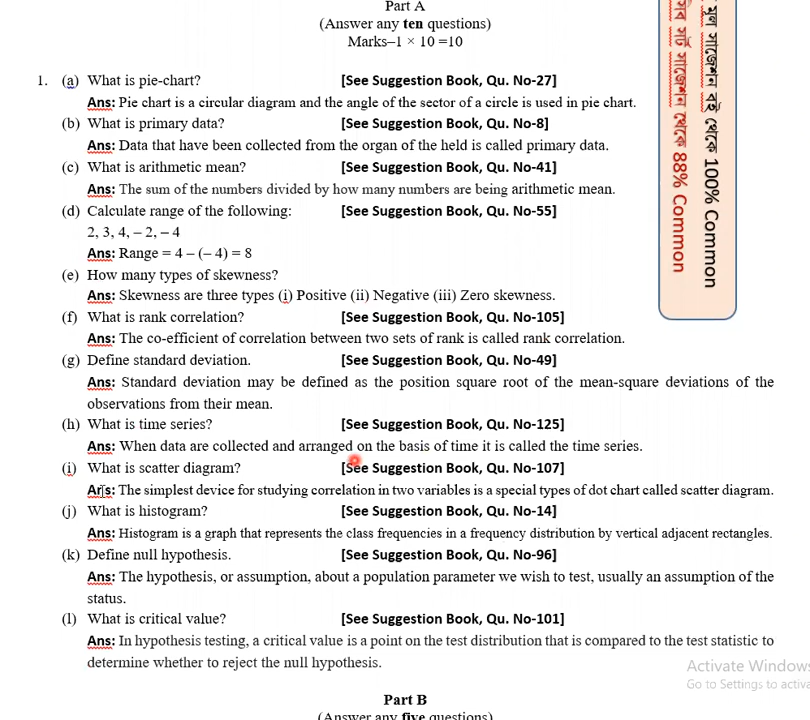 Part A
(Answer any ten questions)
Marks–1 × 10 =10
1. (a) What is pie-chart? [See Suggestion Book, Qu. No-27]
Ans: Pie chart is a circular diagram and the angle of the sector of a circle is used in pie chart.
(b) What is primary data? [See Suggestion Book, Qu. No-8]
Ans: Data that have been collected from the organ of the held is called primary data.
(c) What is arithmetic mean? [See Suggestion Book, Qu. No-41]
Ans: The sum of the numbers divided by how many numbers are being arithmetic mean.
(d) Calculate range of the following: [See Suggestion Book, Qu. No-55]
2, 3, 4, – 2, – 4
Ans: Range = 4 – (– 4) = 8
(e) How many types of skewness?
Ans: Skewness are three types (i) Positive (ii) Negative (iii) Zero skewness.
(f) What is rank correlation? [See Suggestion Book, Qu. No-105]
Ans: The co-efficient of correlation between two sets of rank is called rank correlation.
(g) Define standard deviation. [See Suggestion Book, Qu. No-49]
Ans: Standard deviation may be defined as the position square root of the mean-square deviations of the
observations from their mean.
(h) What is time series? [See Suggestion Book, Qu. No-125]
Ans: When data are collected and arranged on the basis of time it is called the time series.
(i) What is scatter diagram? [See Suggestion Book, Qu. No-107]
Ans: The simplest device for studying correlation in two variables is a special types of dot chart called scatter diagram.
(j) What is histogram? [See Suggestion Book, Qu. No-14]
Ans: Histogram is a graph that represents the class frequencies in a frequency distribution by vertical adjacent rectangles.
(k) Define null hypothesis. [See Suggestion Book, Qu. No-96]
Ans: The hypothesis, or assumption, about a population parameter we wish to test, usually an assumption of the
status.
(l) What is critical value? [See Suggestion Book, Qu. No-101]
Ans: In hypothesis testing, a critical value is a point on the test distribution that is compared to the test statistic to
determine whether to reject the null hypothesis.
Part B
(Answer any five questions)
মূল সাজেশন বই থেকে 100% Common
সর্ট সাজেশন থেকে 88% Common
Activate Windows
Go to Settings to activa